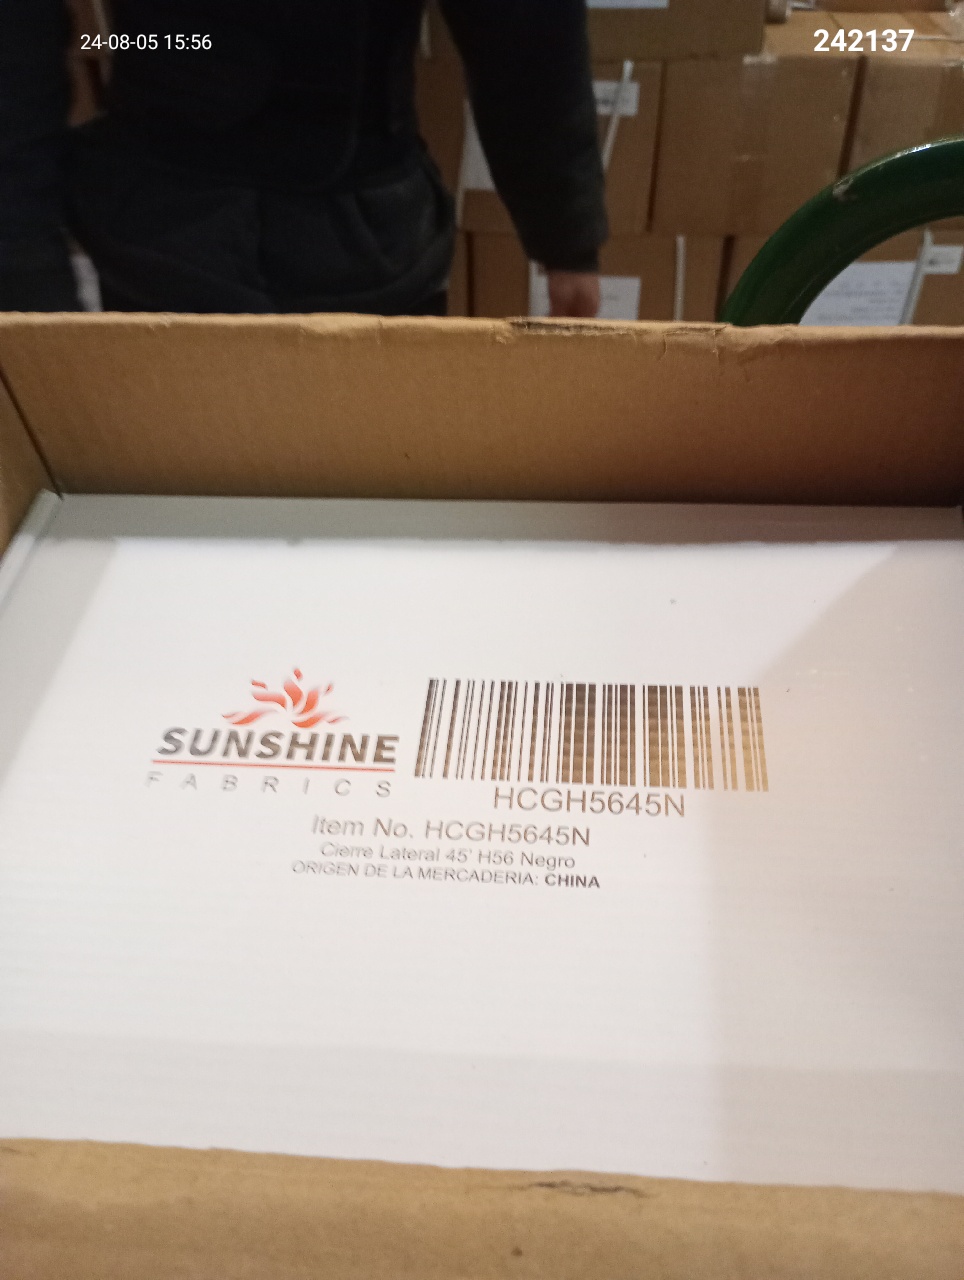 24-08-05 15:56
242137
SUNSHINE
FABRICS
HCGH5645N
Item No. HCGH5645N
Cierre Lateral 45' H56 Negro
ORIGEN DE LA MERCADERIA: CHINA